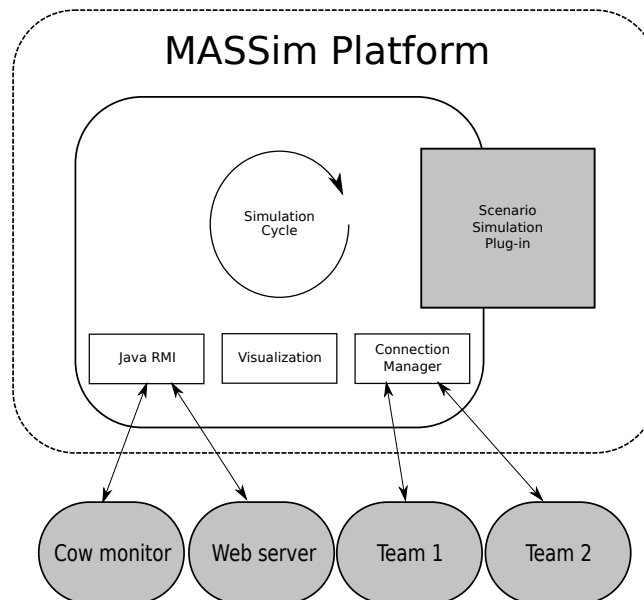 MASSim Platform
Simulation
Cycle
Scenario
Simulation
Plug-in
Java RMI
Visualization
Connection
Manager
Cow monitor
Web server
Team 1
Team 2